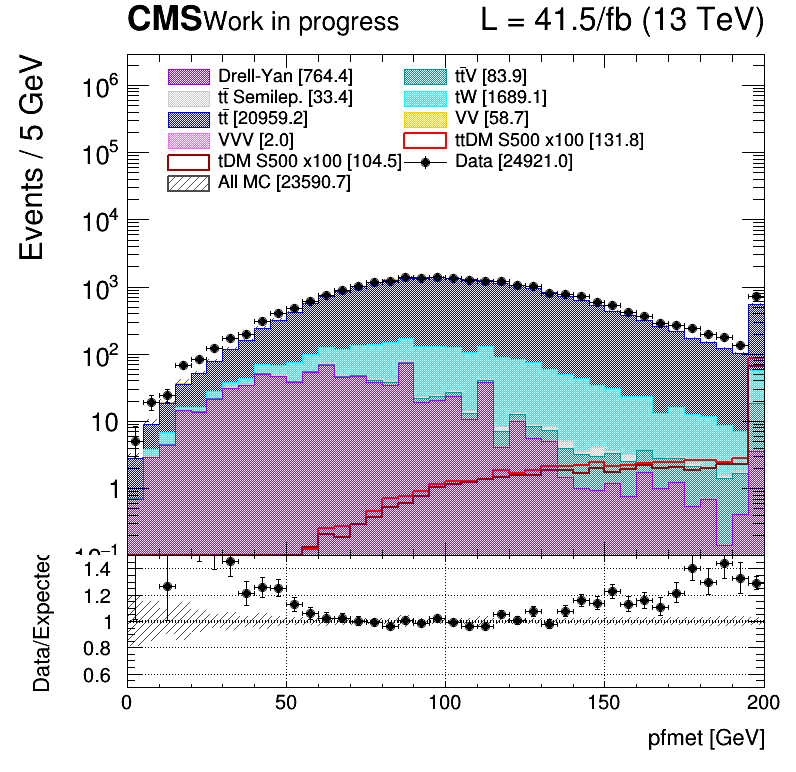 CMS Work in progress L = 41.5/fb (13 TeV)
Events / 5 GeV
Drell-Yan [764.4] tt̄V [83.9]
tt̄ Semilep. [33.4] tW [1689.1]
tt̄ [20959.2] VV [58.7]
VVV [2.0] ttDM S500 x100 [131.8]
tDM S500 x100 [104.5] Data [24921.0]
All MC [23590.7]
10⁶
10⁵
10⁴
10³
10²
10
1
10⁻¹
Data/Expected
1.4
1.2
1
0.8
0.6
0 50 100 150 200
pfmet [GeV]